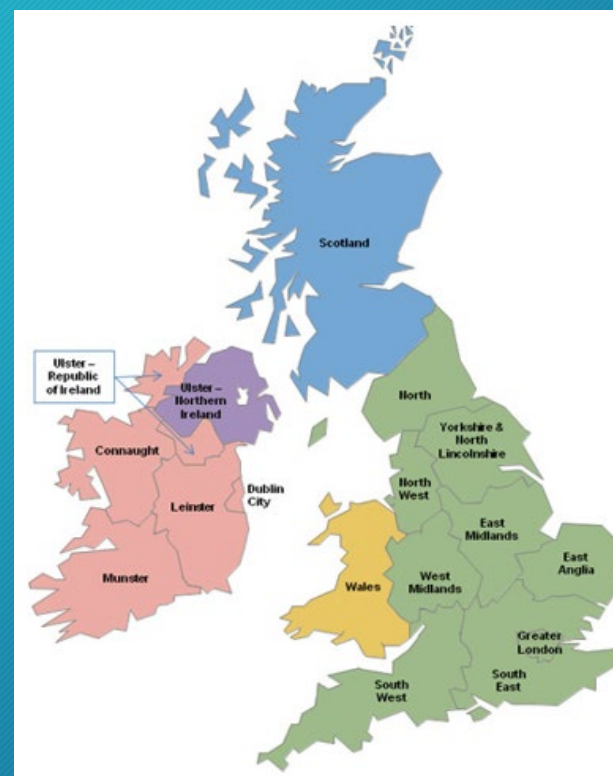 Scotland
Ulster –
Republic
of Ireland
Ulster –
Northern
Ireland
North
Connaught
Yorkshire &
North
Lincolnshire
Dublin
City
North
West
Leinster
East
Midlands
East
Anglia
Munster
Wales
West
Midlands
Greater
London
South
East
South
West